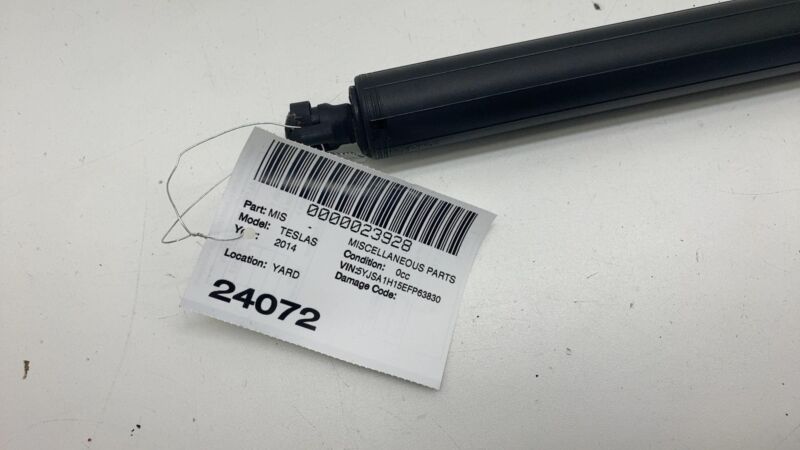 0000023928
Part: MIS - MISCELLANEOUS PARTS
Model: TESLAS Condition: 0cc
2014 VIN:5YJSA1H15EFP63830
Location: YARD Damage Code:
24072